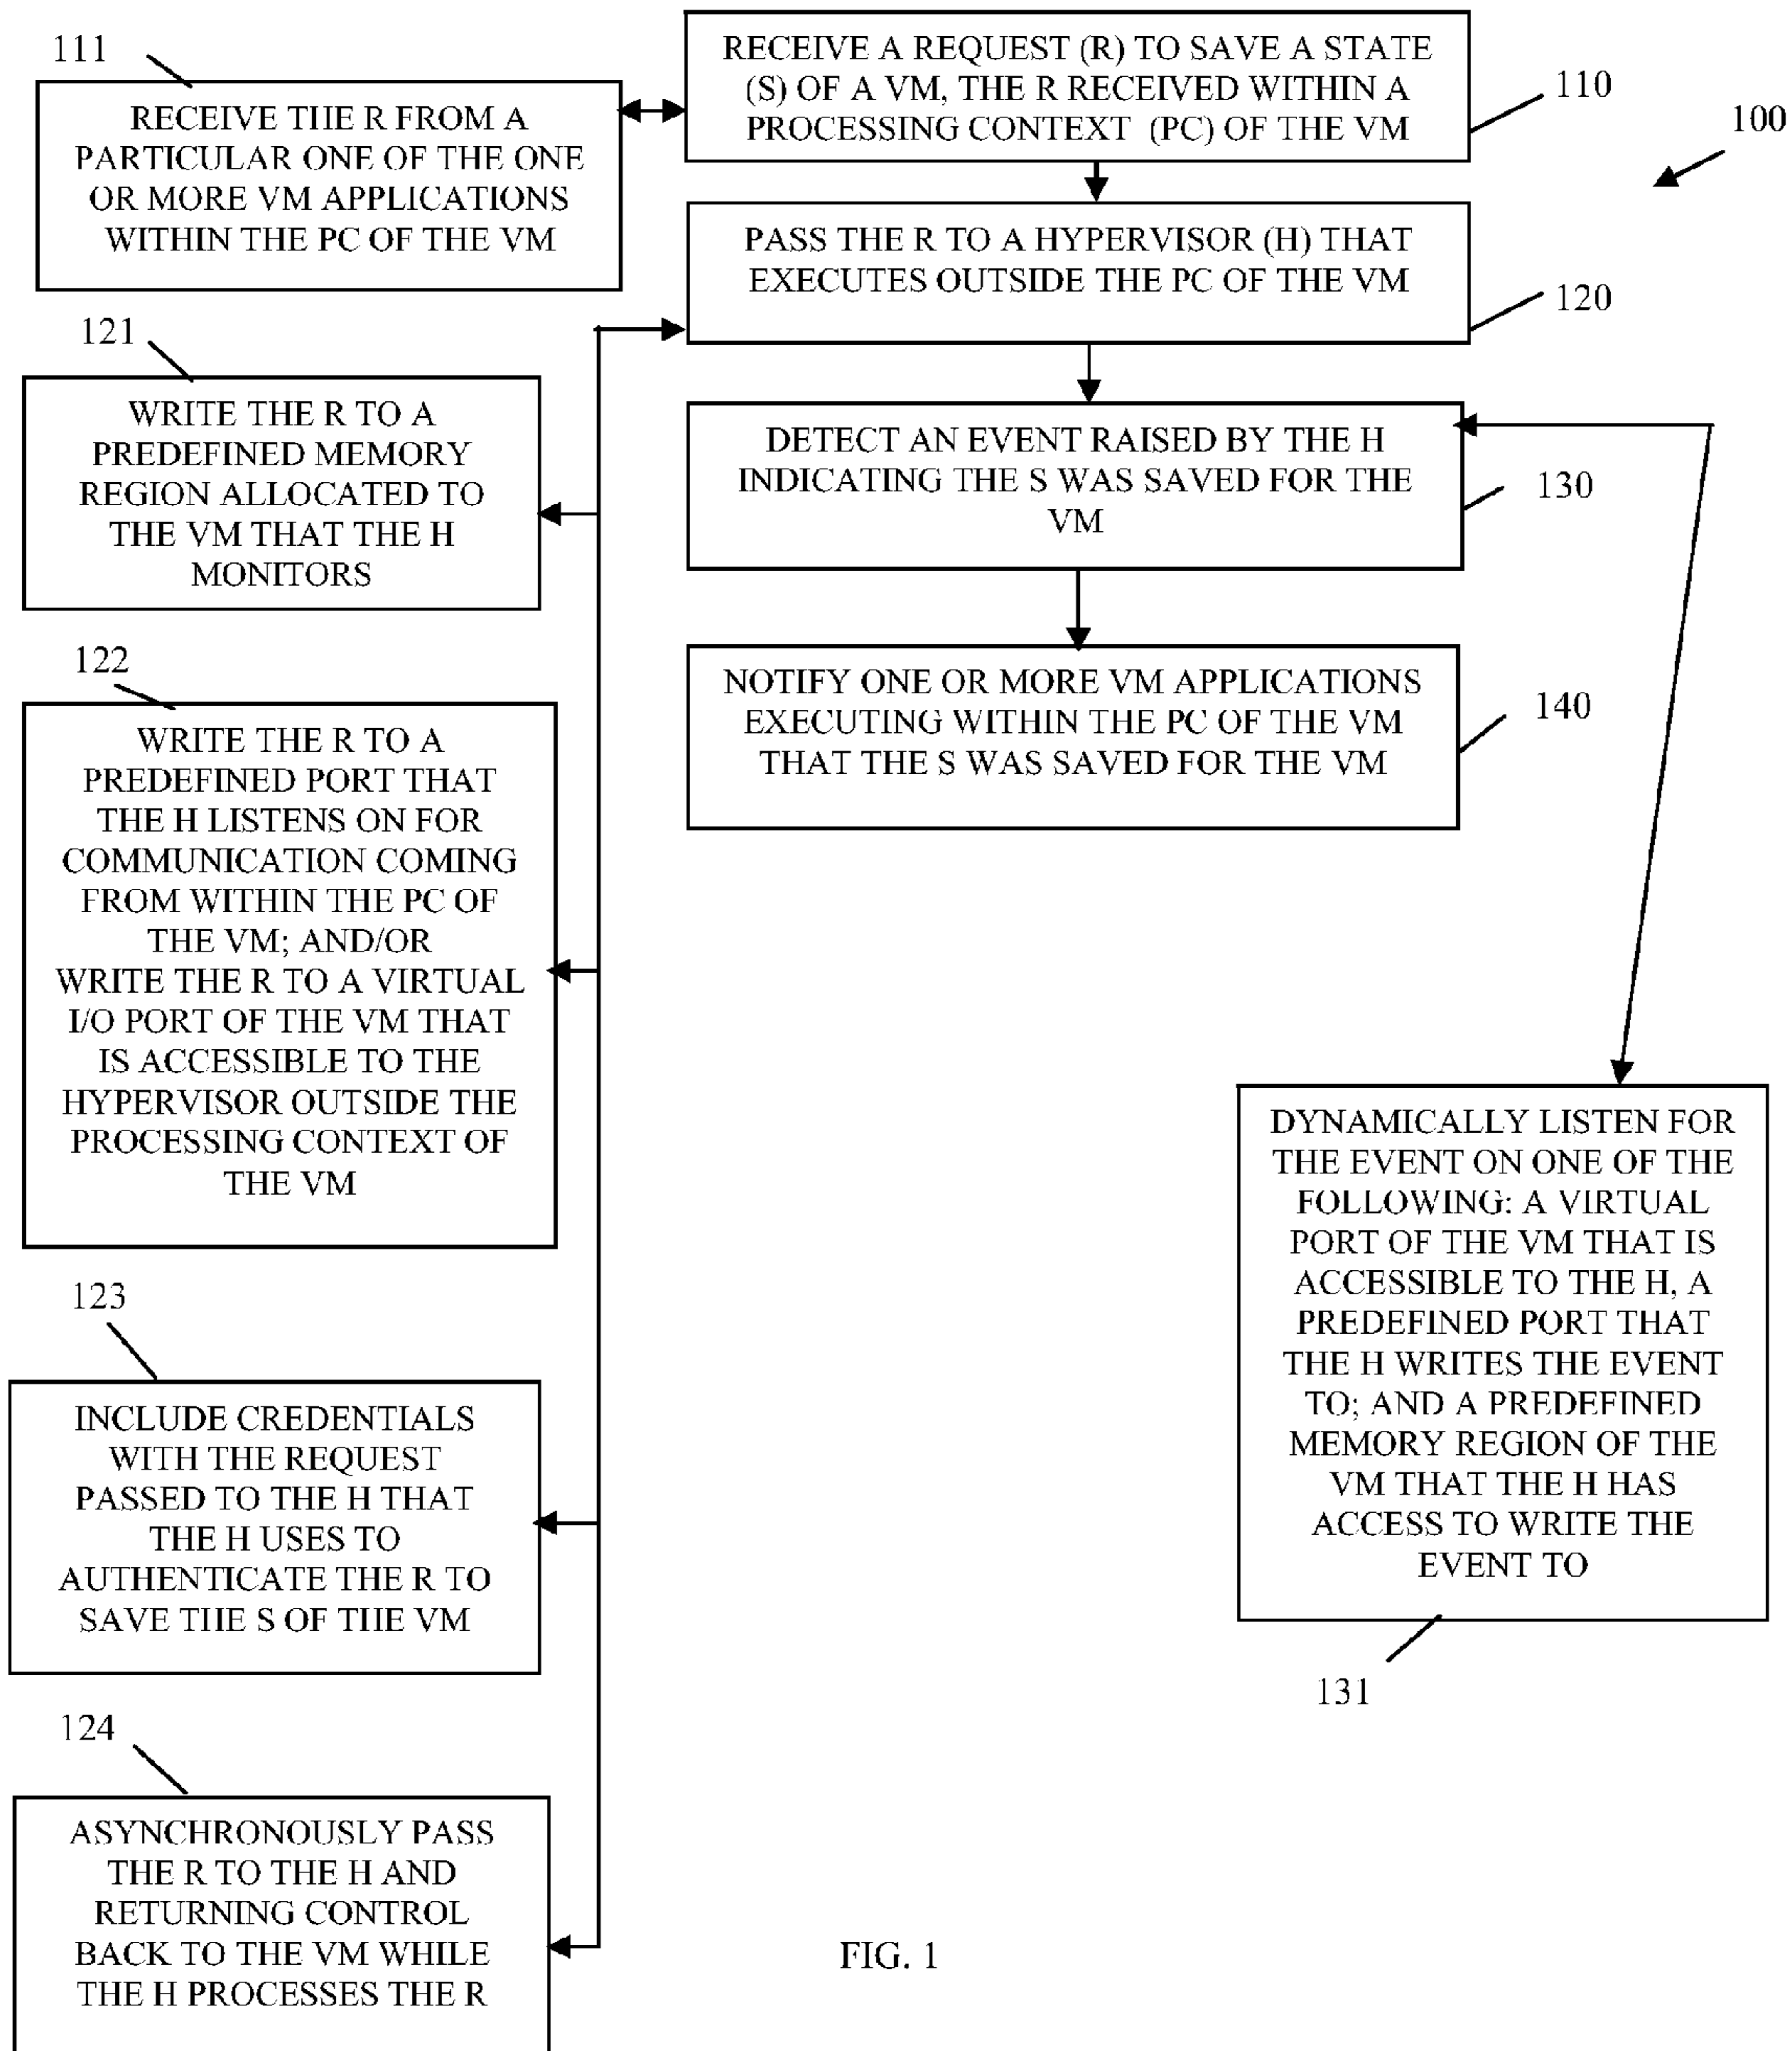 111
RECEIVE THE R FROM A
PARTICULAR ONE OF THE ONE
OR MORE VM APPLICATIONS
WITHIN THE PC OF THE VM
RECEIVE A REQUEST (R) TO SAVE A STATE
(S) OF A VM, THE R RECEIVED WITHIN A
PROCESSING CONTEXT (PC) OF THE VM
110
100
PASS THE R TO A HYPERVISOR (H) THAT
EXECUTES OUTSIDE THE PC OF THE VM
120
121
WRITE THE R TO A
PREDEFINED MEMORY
REGION ALLOCATED TO
THE VM THAT THE H
MONITORS
DETECT AN EVENT RAISED BY THE H
INDICATING THE S WAS SAVED FOR THE
VM
130
122
WRITE THE R TO A
PREDEFINED PORT THAT
THE H LISTENS ON FOR
COMMUNICATION COMING
FROM WITHIN THE PC OF
THE VM; AND/OR
WRITE THE R TO A VIRTUAL
I/O PORT OF THE VM THAT
IS ACCESSIBLE TO THE
HYPERVISOR OUTSIDE THE
PROCESSING CONTEXT OF
THE VM
NOTIFY ONE OR MORE VM APPLICATIONS
EXECUTING WITHIN THE PC OF THE VM
THAT THE S WAS SAVED FOR THE VM
140
DYNAMICALLY LISTEN FOR
THE EVENT ON ONE OF THE
FOLLOWING: A VIRTUAL
PORT OF THE VM THAT IS
ACCESSIBLE TO THE H, A
PREDEFINED PORT THAT
THE H WRITES THE EVENT
TO; AND A PREDEFINED
MEMORY REGION OF THE
VM THAT THE H HAS
ACCESS TO WRITE THE
EVENT TO
131
123
INCLUDE CREDENTIALS
WITH THE REQUEST
PASSED TO THE H THAT
THE H USES TO
AUTHENTICATE THE R TO
SAVE THE S OF THE VM
124
ASYNCHRONOUSLY PASS
THE R TO THE H AND
RETURNING CONTROL
BACK TO THE VM WHILE
THE H PROCESSES THE R
FIG. 1